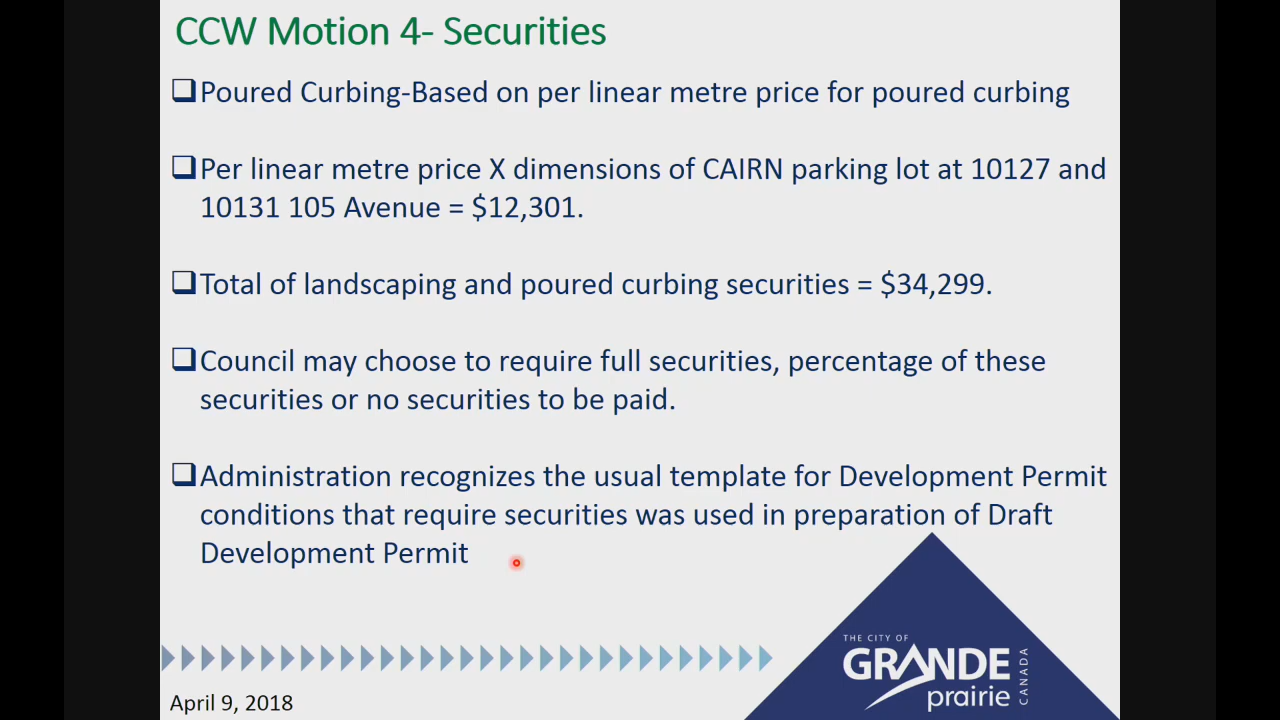 CCW Motion 4- Securities
Poured Curbing-Based on per linear metre price for poured curbing
Per linear metre price X dimensions of CAIRN parking lot at 10127 and
10131 105 Avenue = $12,301.
Total of landscaping and poured curbing securities = $34,299.
Council may choose to require full securities, percentage of these
securities or no securities to be paid.
Administration recognizes the usual template for Development Permit
conditions that require securities was used in preparation of Draft
Development Permit
THE CITY OF
GRANDE
prairie
CANADA
April 9, 2018